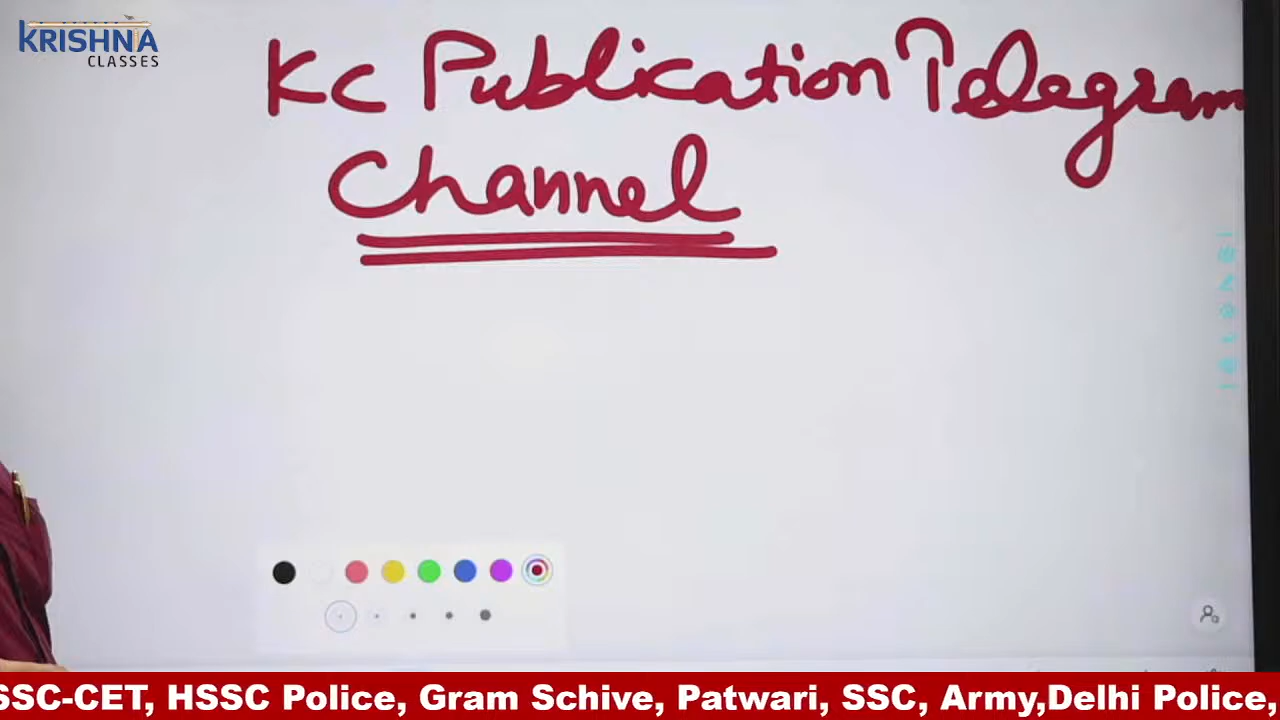 KRISHNA
CLASSES
KC Publication Telegram
Channel
SSC-CET, HSSC Police, Gram Schive, Patwari, SSC, Army,Delhi Police,